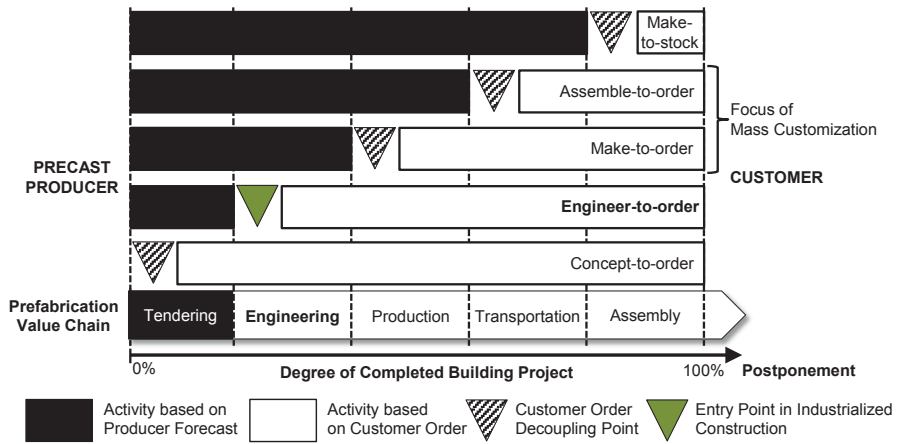 Make-
to-stock
Assemble-to-order
Focus of
Mass Customization
Make-to-order
PRECAST
PRODUCER
CUSTOMER
Engineer-to-order
Concept-to-order
Prefabrication
Value Chain
Tendering
Engineering
Production
Transportation
Assembly
0%
Degree of Completed Building Project
100%
Postponement
Activity based on
Producer Forecast
Activity based
on Customer Order
Customer Order
Decoupling Point
Entry Point in Industrialized
Construction